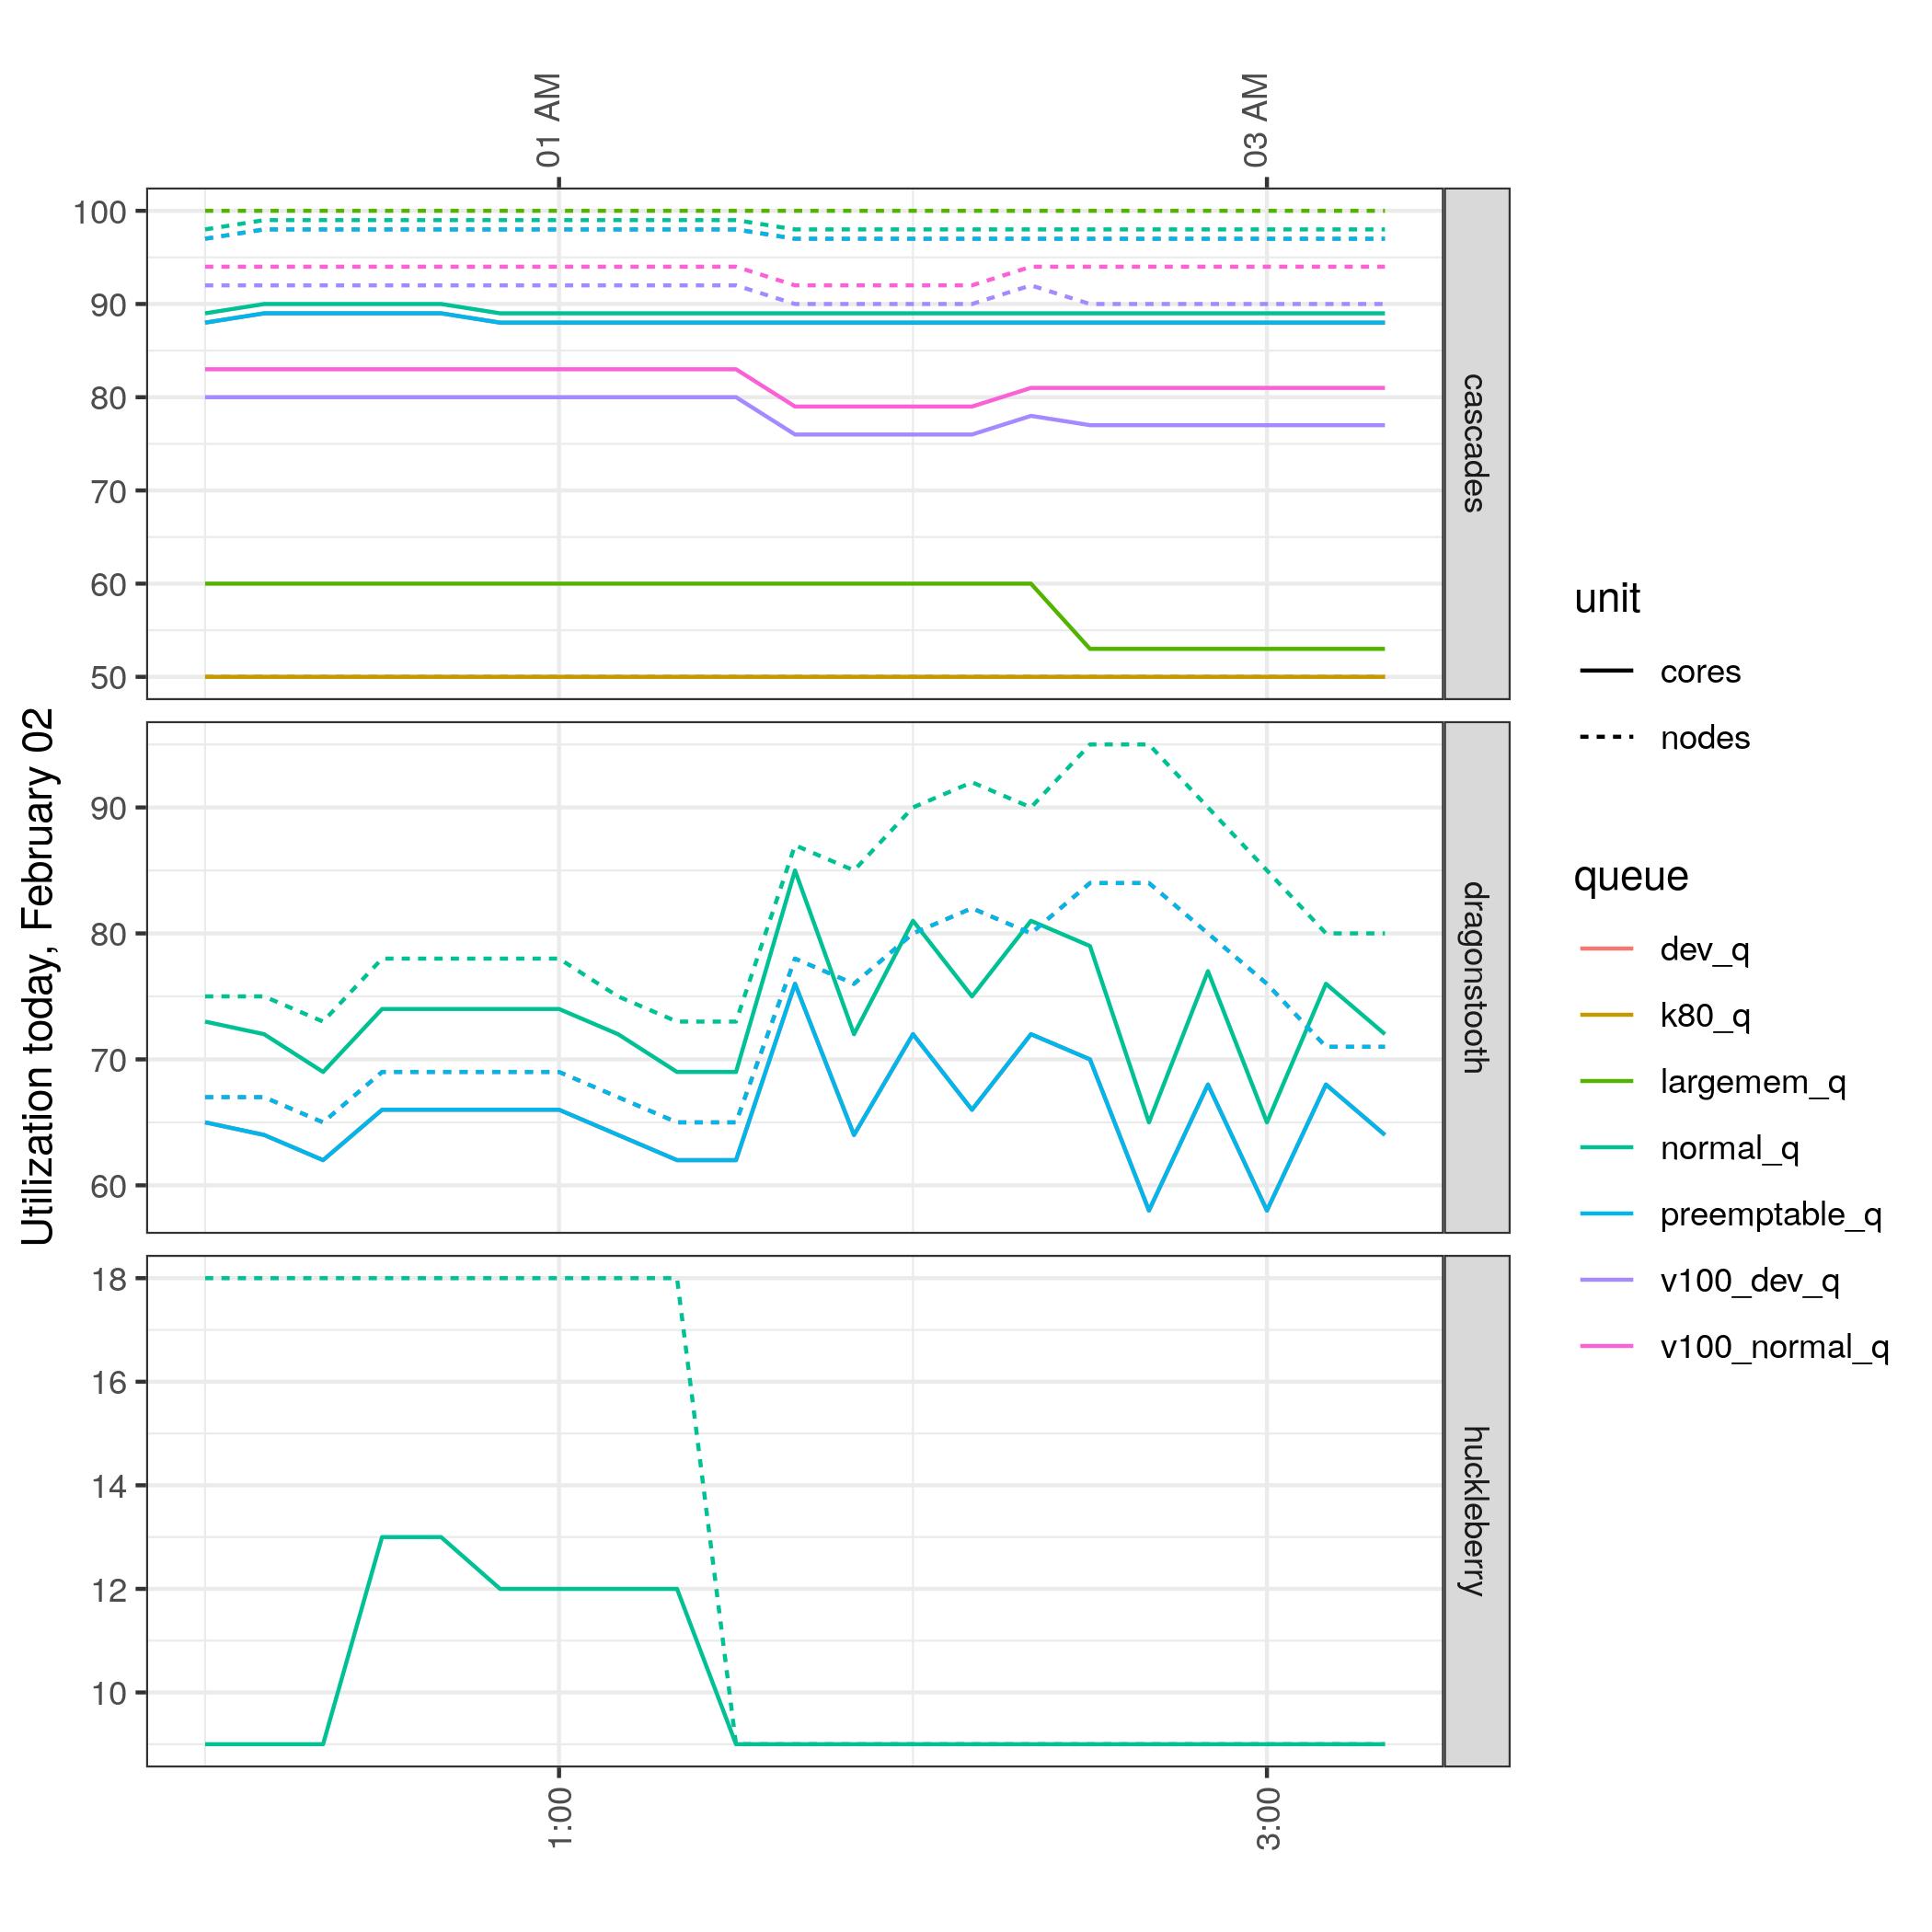 01 AM
03 AM
Utilization today, February 02
100
90
80
70
60
50
cascades
90
80
70
60
dragonstooth
18
16
14
12
10
huckleberry
1:00
3:00
unit
cores
nodes
queue
dev_q
k80_q
largemem_q
normal_q
preemptable_q
v100_dev_q
v100_normal_q